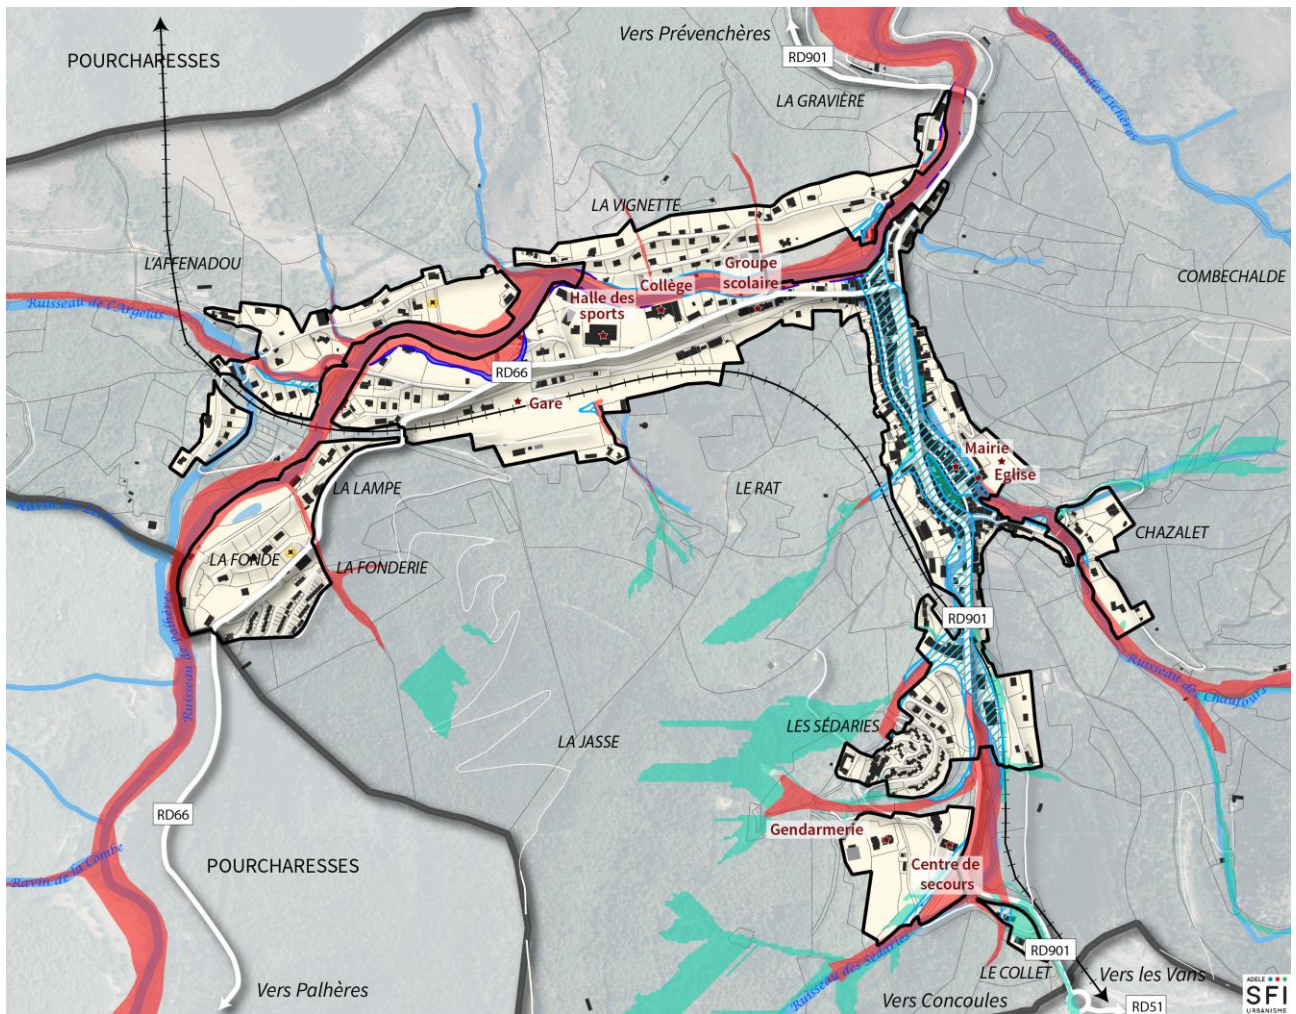 Vers Prévenchères
POURCHARESSES
RD901
LA GRAVIÈRE
Ruisseau des Eichères
LA VIGNETTE
L'AFFENADOU
Groupe
scolaire
Collège
COMBECHALDE
Ruisseau de l'Argelas
Halle des
sports
RD66
Gare
Mairie
Eglise
LA LAMPE
LE RAT
CHAZALET
LA FONDE
LA FONDERIE
Ruisseau de palhères
RD901
Ruisseau des Chaufours
LES SÉDARIES
LA JASSE
RD66
Gendarmerie
Ravin de la Combe
POURCHARESSES
Centre de
secours
Ruisseau des Sédaries
RD901
LE COLLET
Vers les Vans
Vers Palhères
Vers Concoules
RD51
ADELE
SFI
URBANISME